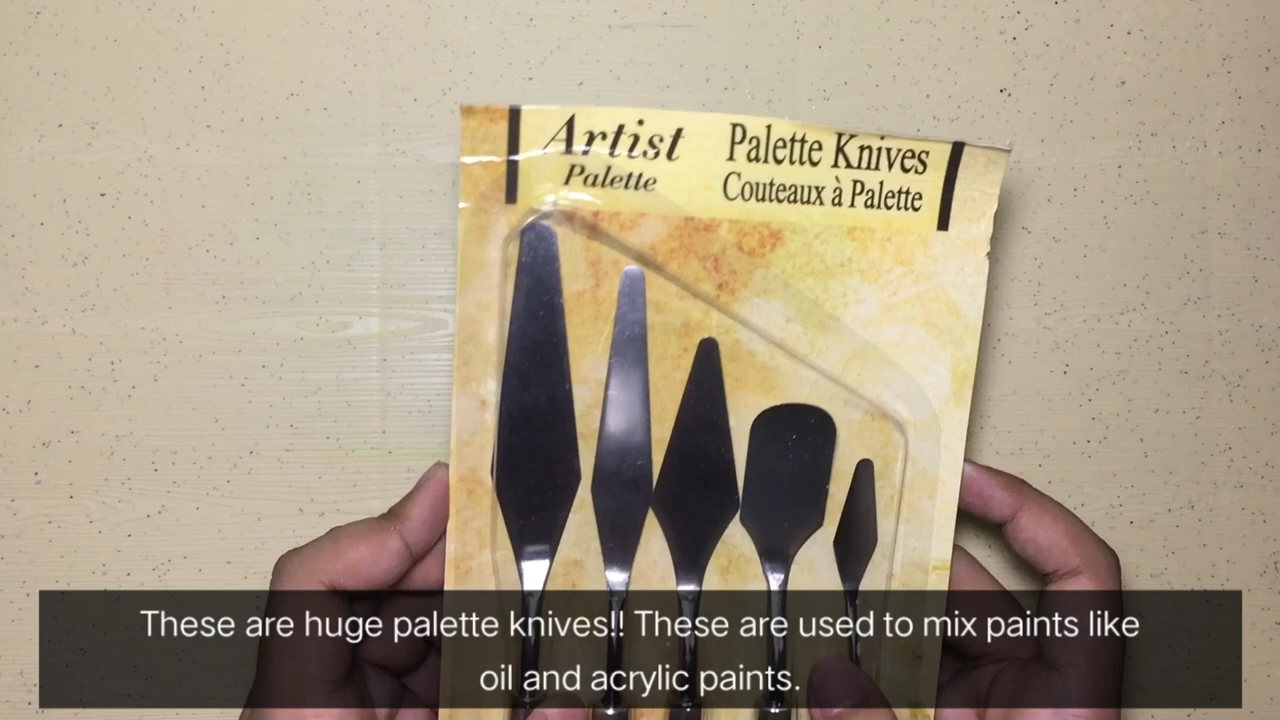 Artist
Palette
Palette Knives
Couteaux à Palette
These are huge palette knives!! These are used to mix paints like
oil and acrylic paints.